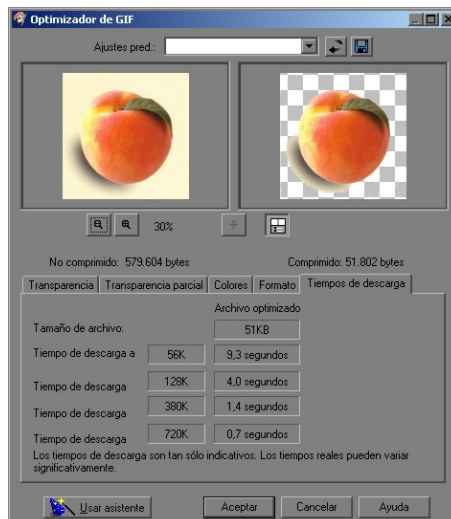 Optimizador de GIF
Ajustes pred.:
30%
No comprimido: 579.604 bytes
Comprimido: 51.802 bytes
Transparencia Transparencia parcial Colores Formato Tiempos de descarga
Archivo optimizado
Tamaño de archivo: 51KB
Tiempo de descarga a 56K 9,3 segundos
Tiempo de descarga 128K 4,0 segundos
Tiempo de descarga 380K 1,4 segundos
Tiempo de descarga 720K 0,7 segundos
Los tiempos de descarga son tan sólo indicativos. Los tiempos reales pueden variar
significativamente.
Usar asistente Aceptar Cancelar Ayuda